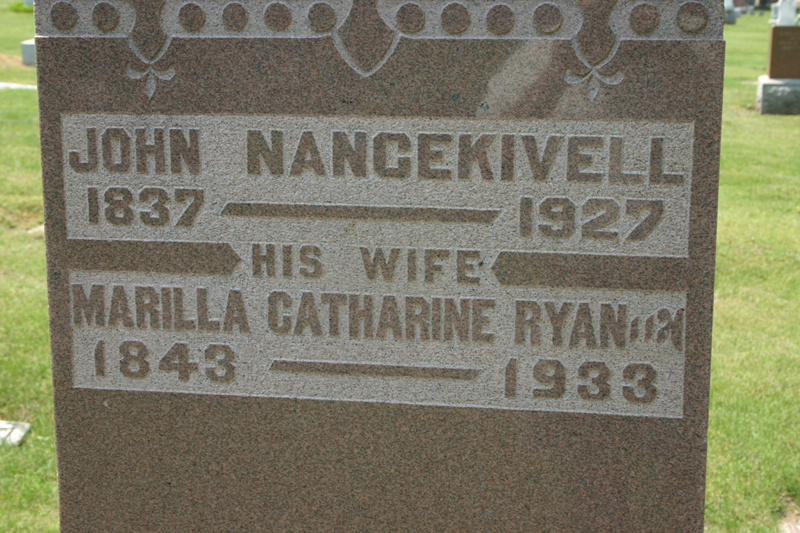 JOHN NANCEKIVELL
1837 — 1927
HIS WIFE
MARILLA CATHARINE RYAN
1843 — 1933